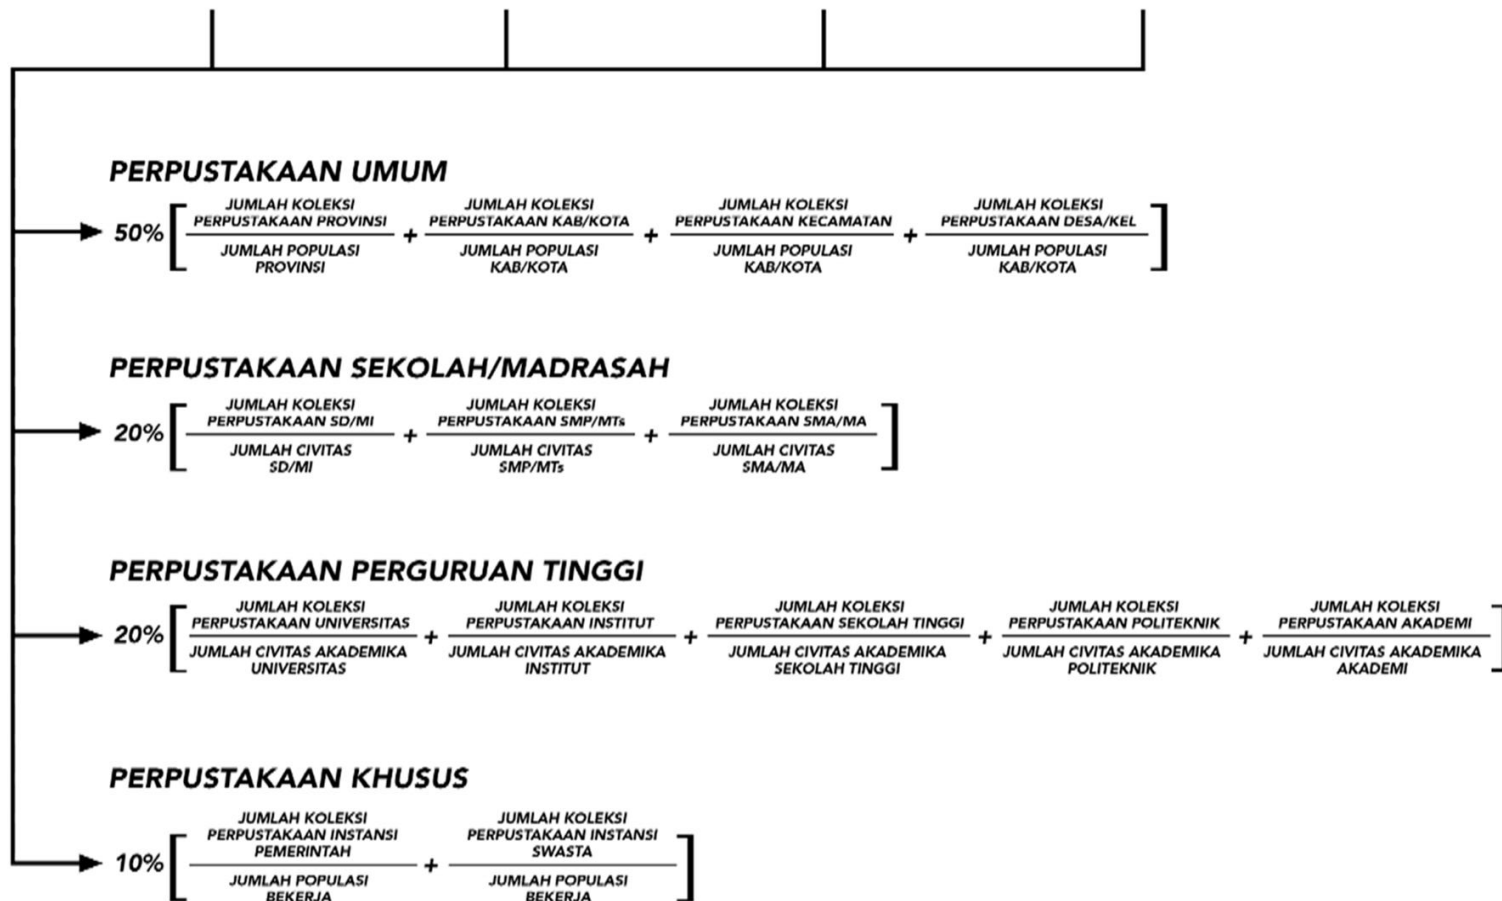 PERPUSTAKAAN UMUM
JUMLAH KOLEKSI JUMLAH KOLEKSI JUMLAH KOLEKSI JUMLAH KOLEKSI
PERPUSTAKAAN PROVINSI PERPUSTAKAAN KAB/KOTA PERPUSTAKAAN KECAMATAN PERPUSTAKAAN DESA/KEL
50% [ + + + ]
JUMLAH POPULASI JUMLAH POPULASI JUMLAH POPULASI JUMLAH POPULASI
PROVINSI KAB/KOTA KAB/KOTA KAB/KOTA
PERPUSTAKAAN SEKOLAH/MADRASAH
JUMLAH KOLEKSI JUMLAH KOLEKSI JUMLAH KOLEKSI
PERPUSTAKAAN SD/MI PERPUSTAKAAN SMP/MTs PERPUSTAKAAN SMA/MA
20% [ + + ]
JUMLAH CIVITAS JUMLAH CIVITAS JUMLAH CIVITAS
SD/MI SMP/MTs SMA/MA
PERPUSTAKAAN PERGURUAN TINGGI
JUMLAH KOLEKSI JUMLAH KOLEKSI JUMLAH KOLEKSI JUMLAH KOLEKSI JUMLAH KOLEKSI
PERPUSTAKAAN UNIVERSITAS PERPUSTAKAAN INSTITUT PERPUSTAKAAN SEKOLAH TINGGI PERPUSTAKAAN POLITEKNIK PERPUSTAKAAN AKADEMI
20% [ + + + + ]
JUMLAH CIVITAS AKADEMIKA JUMLAH CIVITAS AKADEMIKA JUMLAH CIVITAS AKADEMIKA JUMLAH CIVITAS AKADEMIKA JUMLAH CIVITAS AKADEMIKA
UNIVERSITAS INSTITUT SEKOLAH TINGGI POLITEKNIK AKADEMI
PERPUSTAKAAN KHUSUS
JUMLAH KOLEKSI JUMLAH KOLEKSI
PERPUSTAKAAN INSTANSI PERPUSTAKAAN INSTANSI
PEMERINTAH SWASTA
10% [ + ]
JUMLAH POPULASI JUMLAH POPULASI
BEKERJA BEKERJA